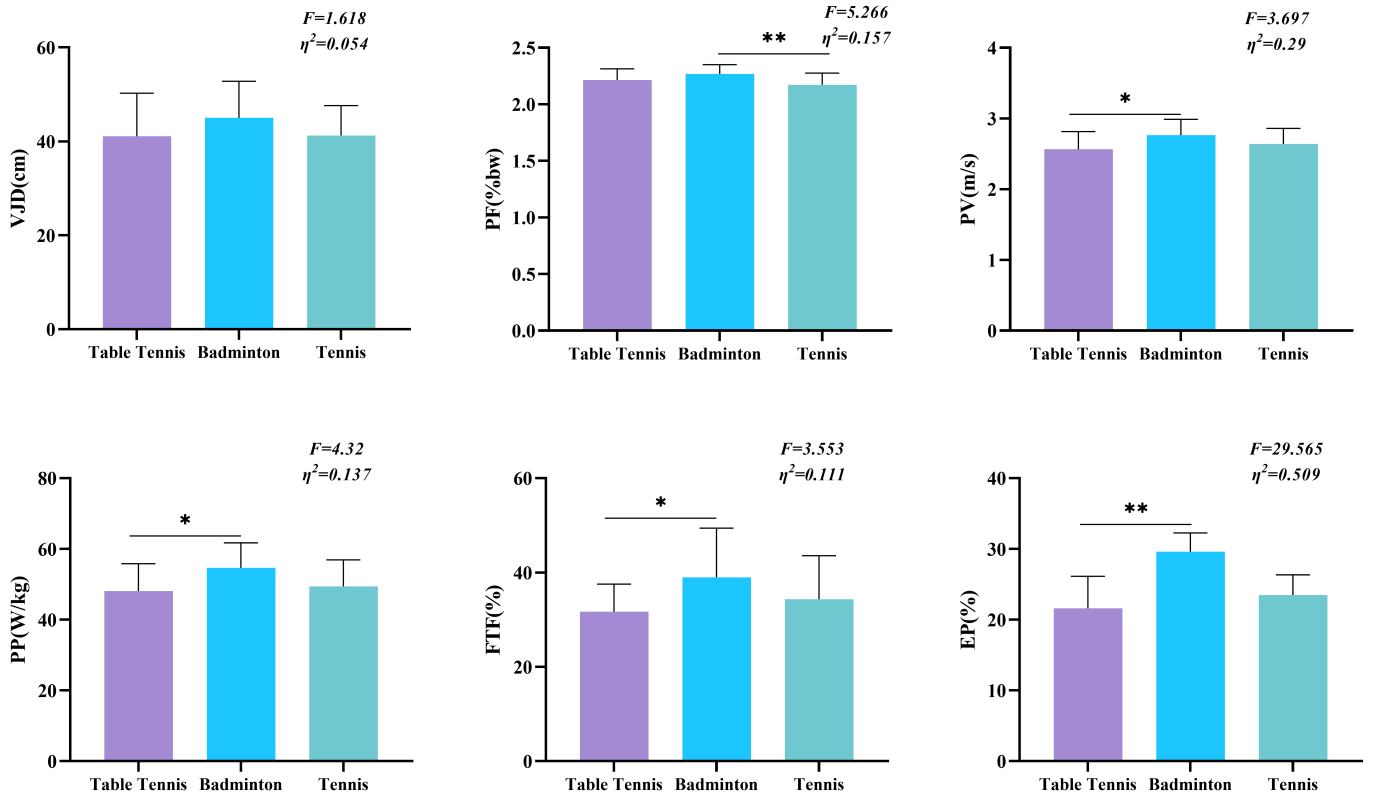 F=1.618
η²=0.054
60
40
20
0
VJD(cm)
Table Tennis Badminton Tennis
F=5.266
η²=0.157
**
2.5
2.0
1.5
1.0
0.5
0.0
PF(%bw)
Table Tennis Badminton Tennis
F=3.697
η²=0.29
*
4
3
2
1
0
PV(m/s)
Table Tennis Badminton Tennis
F=4.32
η²=0.137
*
80
60
40
20
0
PP(W/kg)
Table Tennis Badminton Tennis
F=3.553
η²=0.111
*
60
40
20
0
FTF(%)
Table Tennis Badminton Tennis
F=29.565
η²=0.509
**
40
30
20
10
0
EP(%)
Table Tennis Badminton Tennis